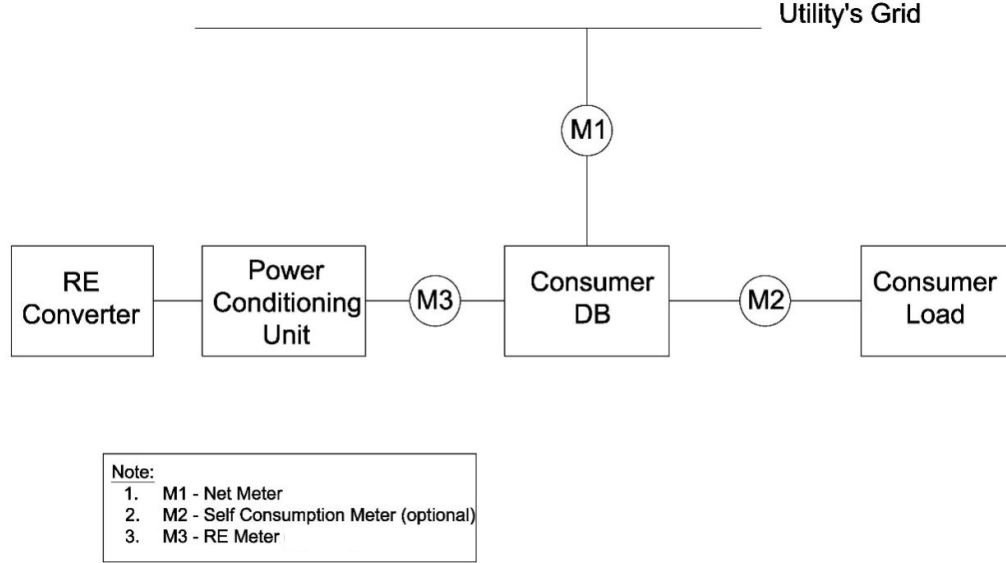 Utility's Grid
M1
RE
Converter
Power
Conditioning
Unit
M3
Consumer
DB
M2
Consumer
Load
Note:
1. M1 - Net Meter
2. M2 - Self Consumption Meter (optional)
3. M3 - RE Meter